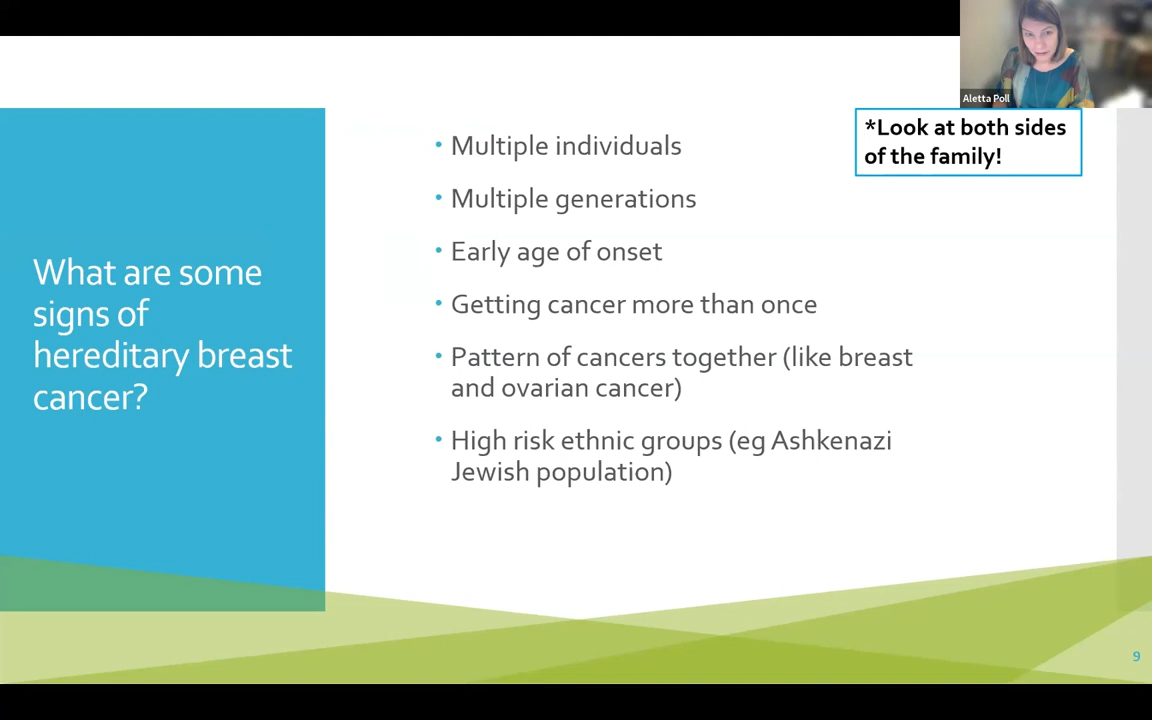 Aletta Poll
*Look at both sides
of the family!
What are some
signs of
hereditary breast
cancer?
• Multiple individuals
• Multiple generations
• Early age of onset
• Getting cancer more than once
• Pattern of cancers together (like breast
and ovarian cancer)
• High risk ethnic groups (eg Ashkenazi
Jewish population)
9